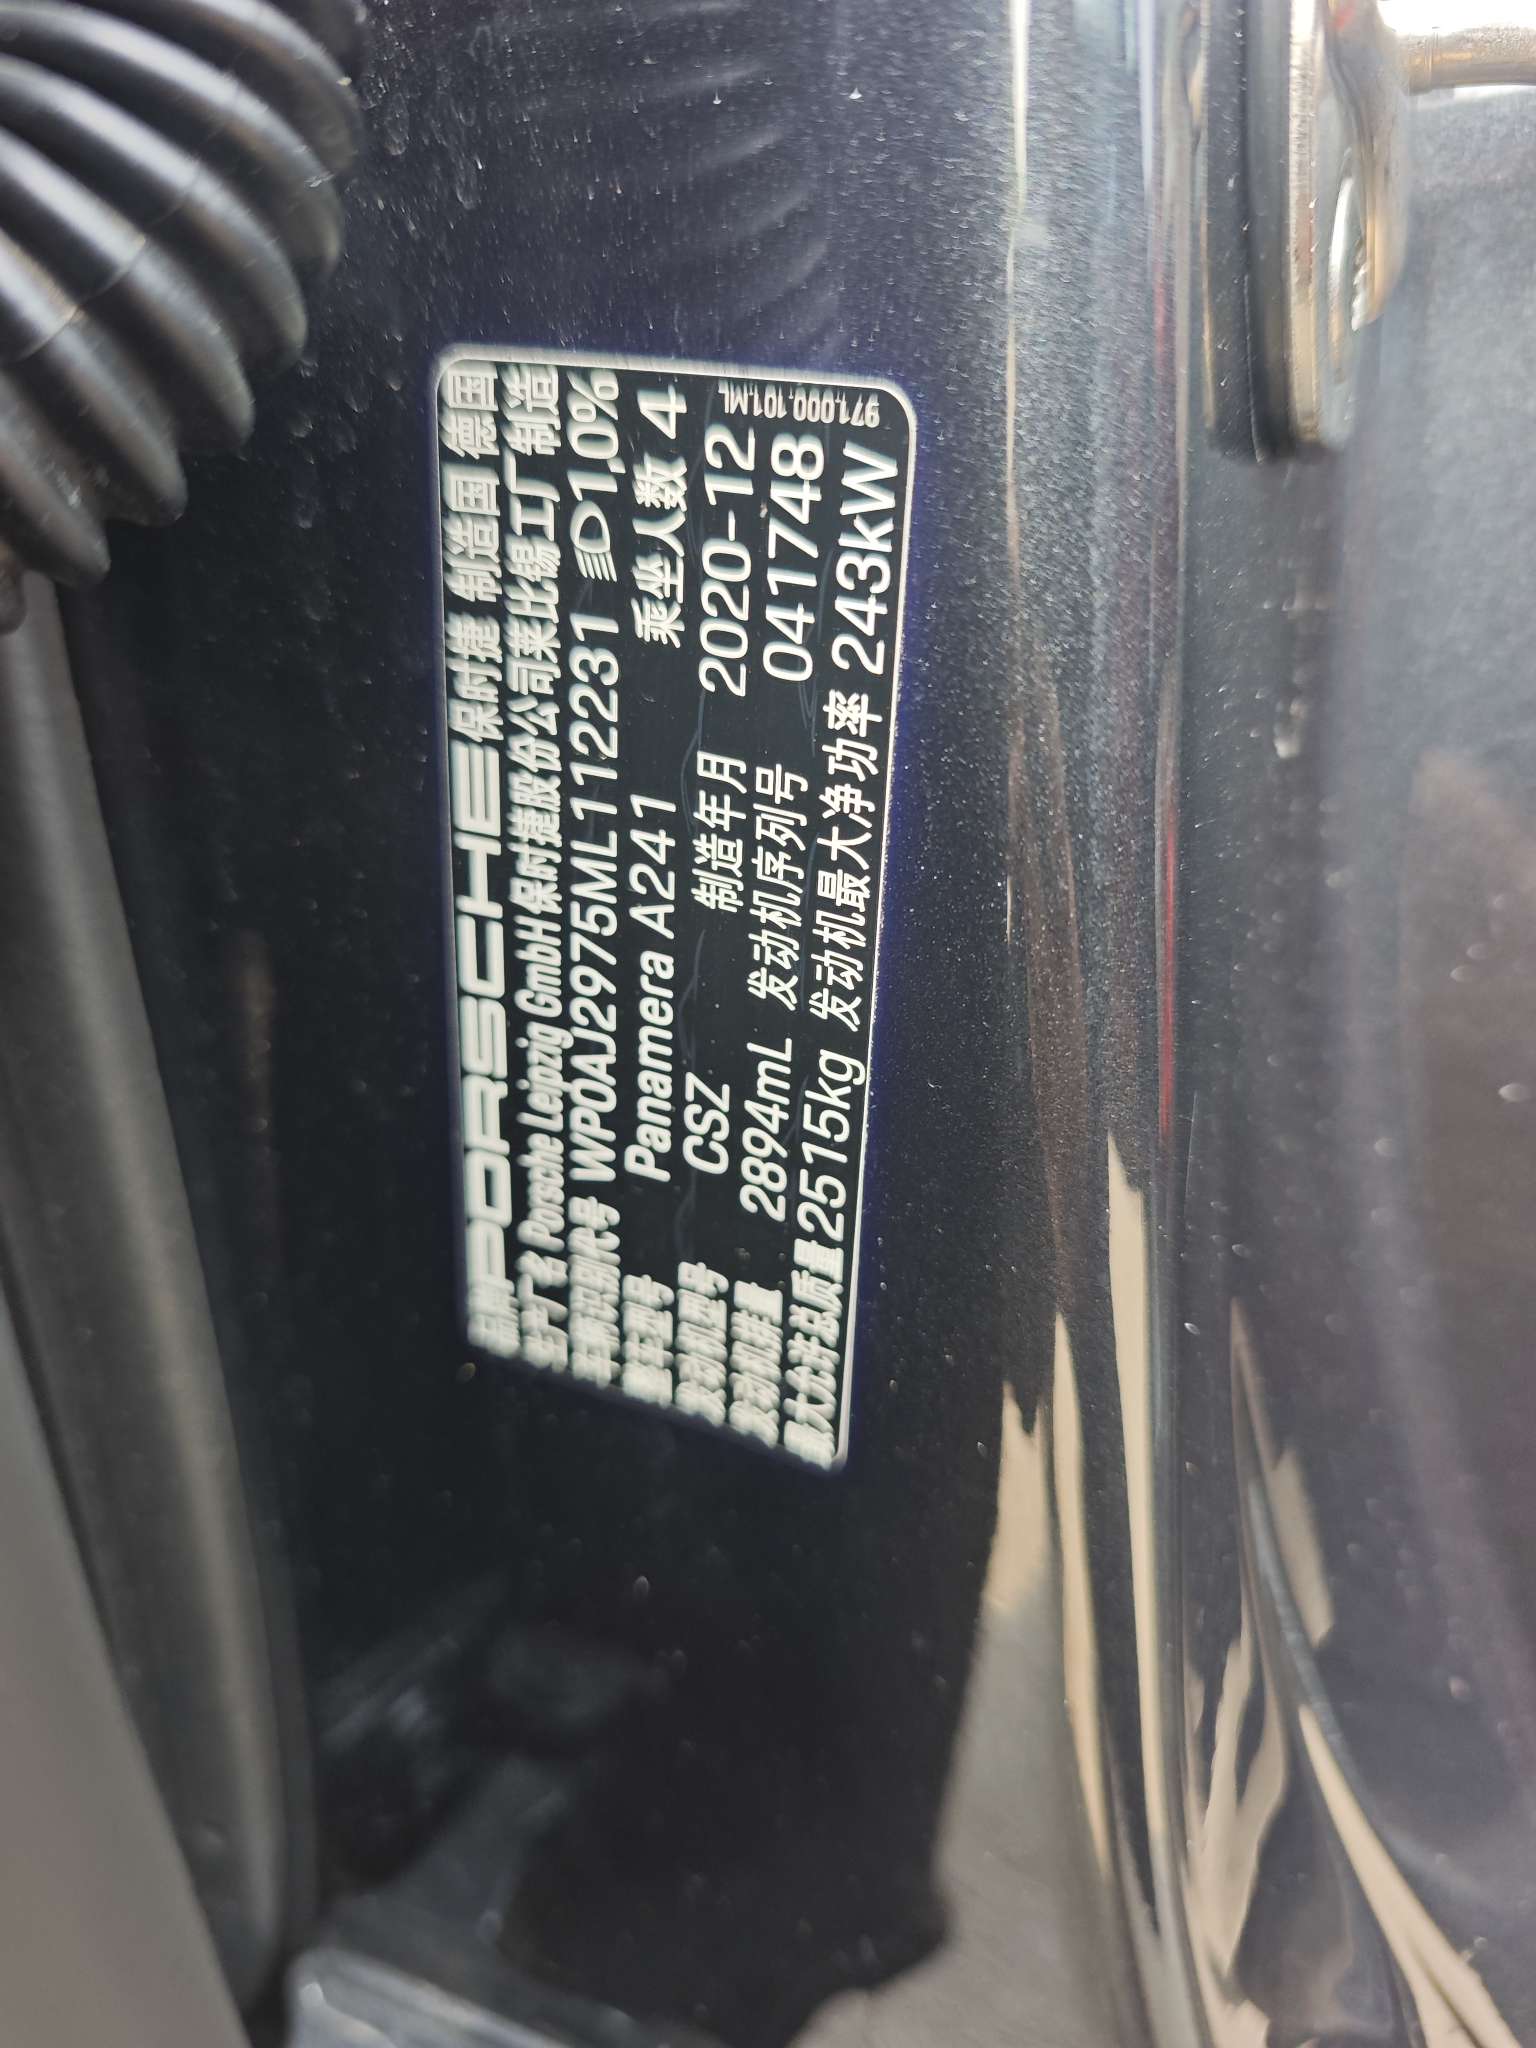 品牌 PORSCHE 保时捷 制造国 德国
生产厂名 Porsche Leipzig GmbH 保时捷股份公司莱比锡工厂制造
车辆识别代号 WP0AJ2975ML112231 1,0%
整车型号 Panamera A241 乘坐人数 4
发动机型号 CSZ 制造年月 2020-12
发动机排量 2894mL 发动机序列号 041748
最大允许总质量 2515kg 发动机最大净功率 243kW
971.000.101.ML